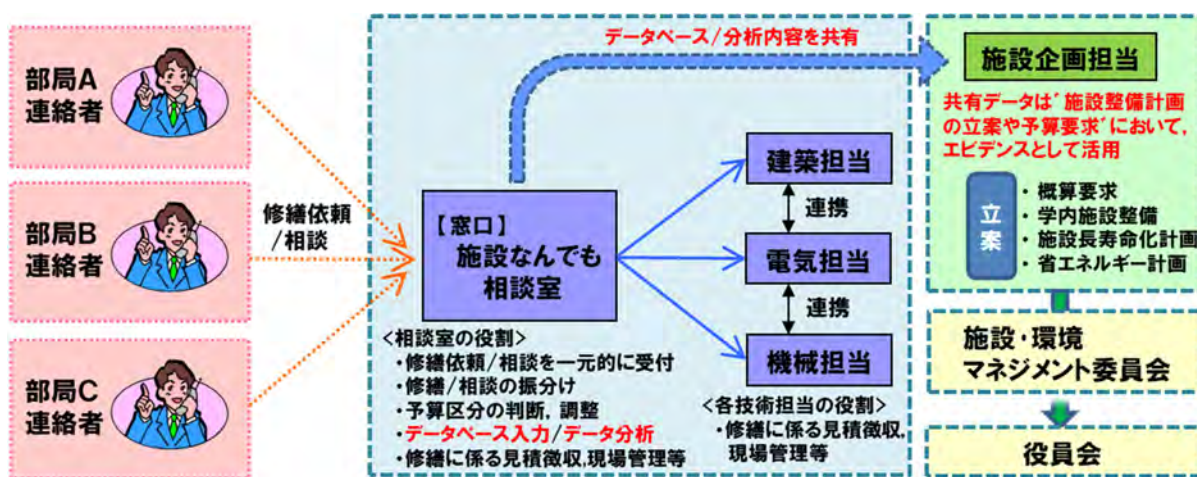 部局A
連絡者
部局B
連絡者
部局C
連絡者
修繕依頼
/相談
データベース/分析内容を共有
【窓口】
施設なんでも
相談室
<相談室の役割>
・修繕依頼/相談を一元的に受付
・修繕/相談の振分け
・予算区分の判断,調整
・データベース入力/データ分析
・修繕に係る見積徴収,現場管理等
建築担当
連携
電気担当
連携
機械担当
<各技術担当の役割>
・修繕に係る見積徴収,
現場管理等
施設企画担当
共有データは"施設整備計画
の立案や予算要求"において,
エビデンスとして活用
立案
・概算要求
・学内施設整備
・施設長寿命化計画
・省エネルギー計画
施設・環境
マネジメント委員会
役員会